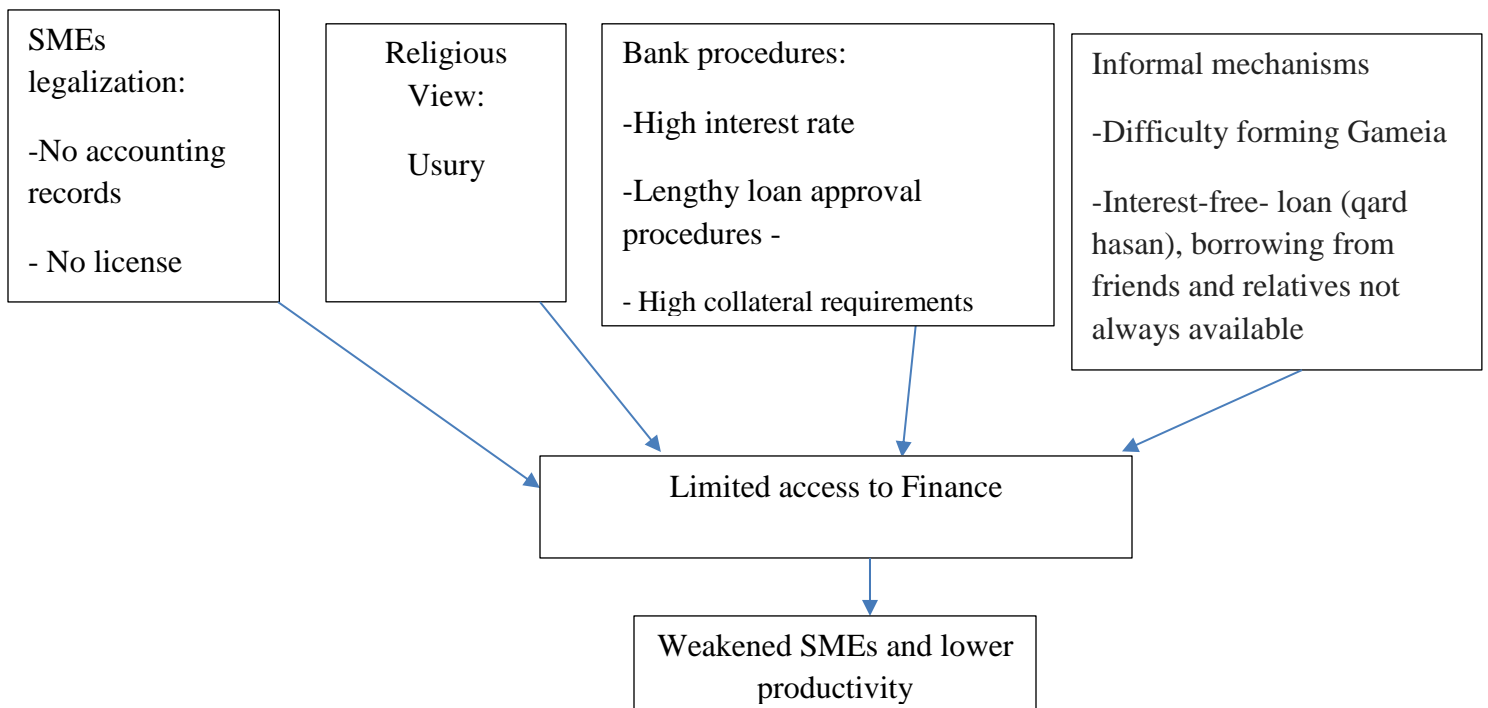 SMEs
legalization:
-No accounting
records
- No license
Religious
View:
Usury
Bank procedures:
-High interest rate
-Lengthy loan approval
procedures -
- High collateral requirements
Informal mechanisms
-Difficulty forming Gameia
-Interest-free- loan (qard
hasan), borrowing from
friends and relatives not
always available
Limited access to Finance
Weakened SMEs and lower
productivity